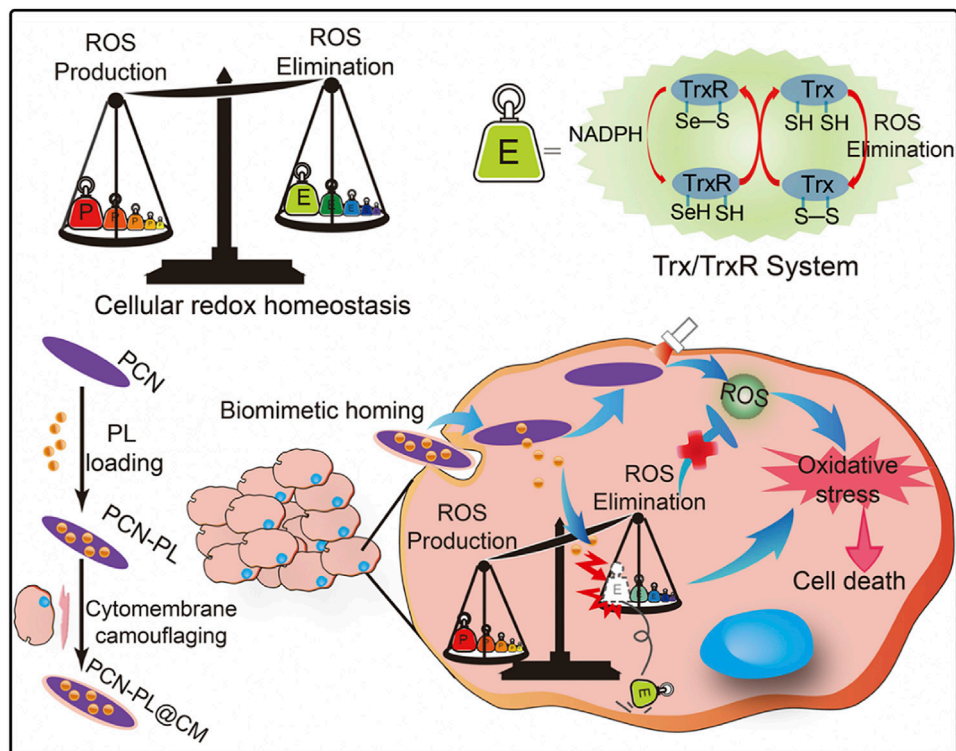 ROS
Production
ROS
Elimination
P
P
P
P
P
E
E
E
E
Cellular redox homeostasis
E
=
NADPH
TrxR
Se—S
Trx
SH SH
ROS
Elimination
TrxR
SeH SH
Trx
S—S
Trx/TrxR System
PCN
PL
loading
PCN-PL
Cytomembrane
camouflaging
PCN-PL@CM
Biomimetic homing
ROS
ROS
Elimination
ROS
Production
Oxidative
stress
Cell death
E
E
P
P
P
P
E